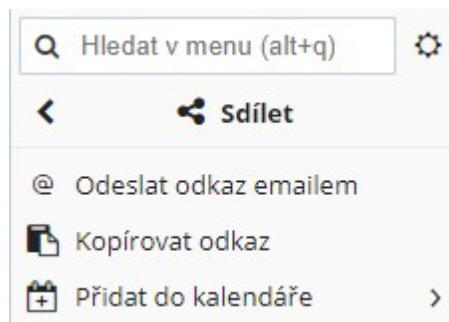 Hledat v menu (alt+q)
Sdílet
@ Odeslat odkaz emailem
Kopírovat odkaz
Přidat do kalendáře